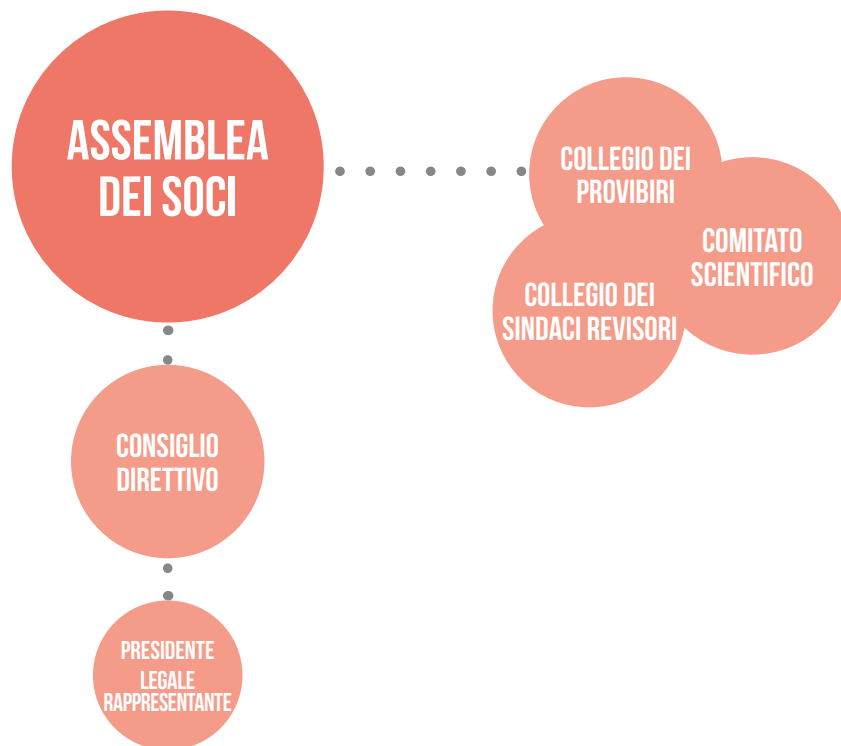 ASSEMBLEA
DEI SOCI
COLLEGIO DEI
PROVIBIRI
COMITATO
SCIENTIFICO
COLLEGIO DEI
SINDACI REVISORI
CONSIGLIO
DIRETTIVO
PRESIDENTE
LEGALE
RAPPRESENTANTE